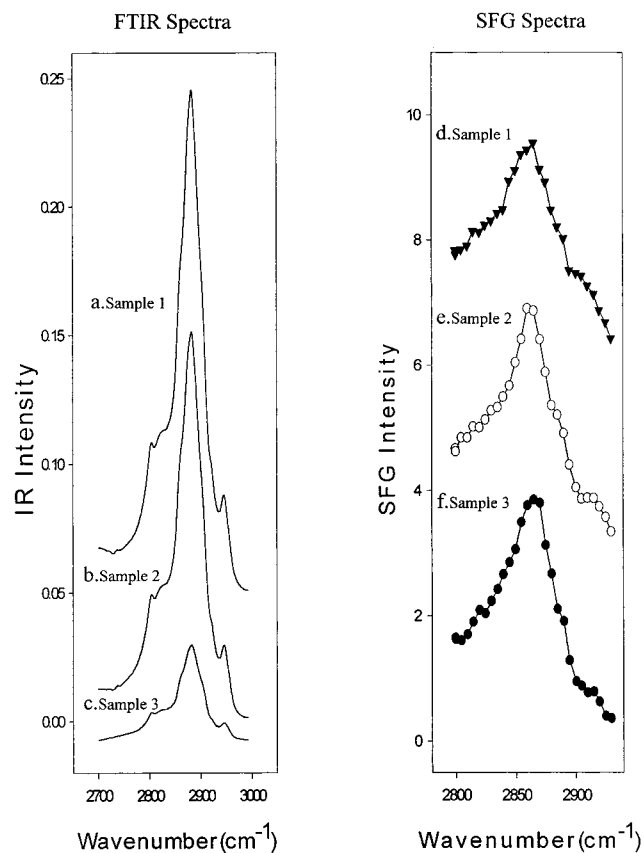 FTIR Spectra
SFG Spectra
0.25
0.20
0.15
0.10
0.05
0.00
IR Intensity
a.Sample 1
b.Sample 2
c.Sample 3
2700
2800
2900
3000
Wavenumber(cm-1)
10
8
6
4
2
0
SFG Intensity
d.Sample 1
e.Sample 2
f.Sample 3
2800
2850
2900
Wavenumber(cm-1)